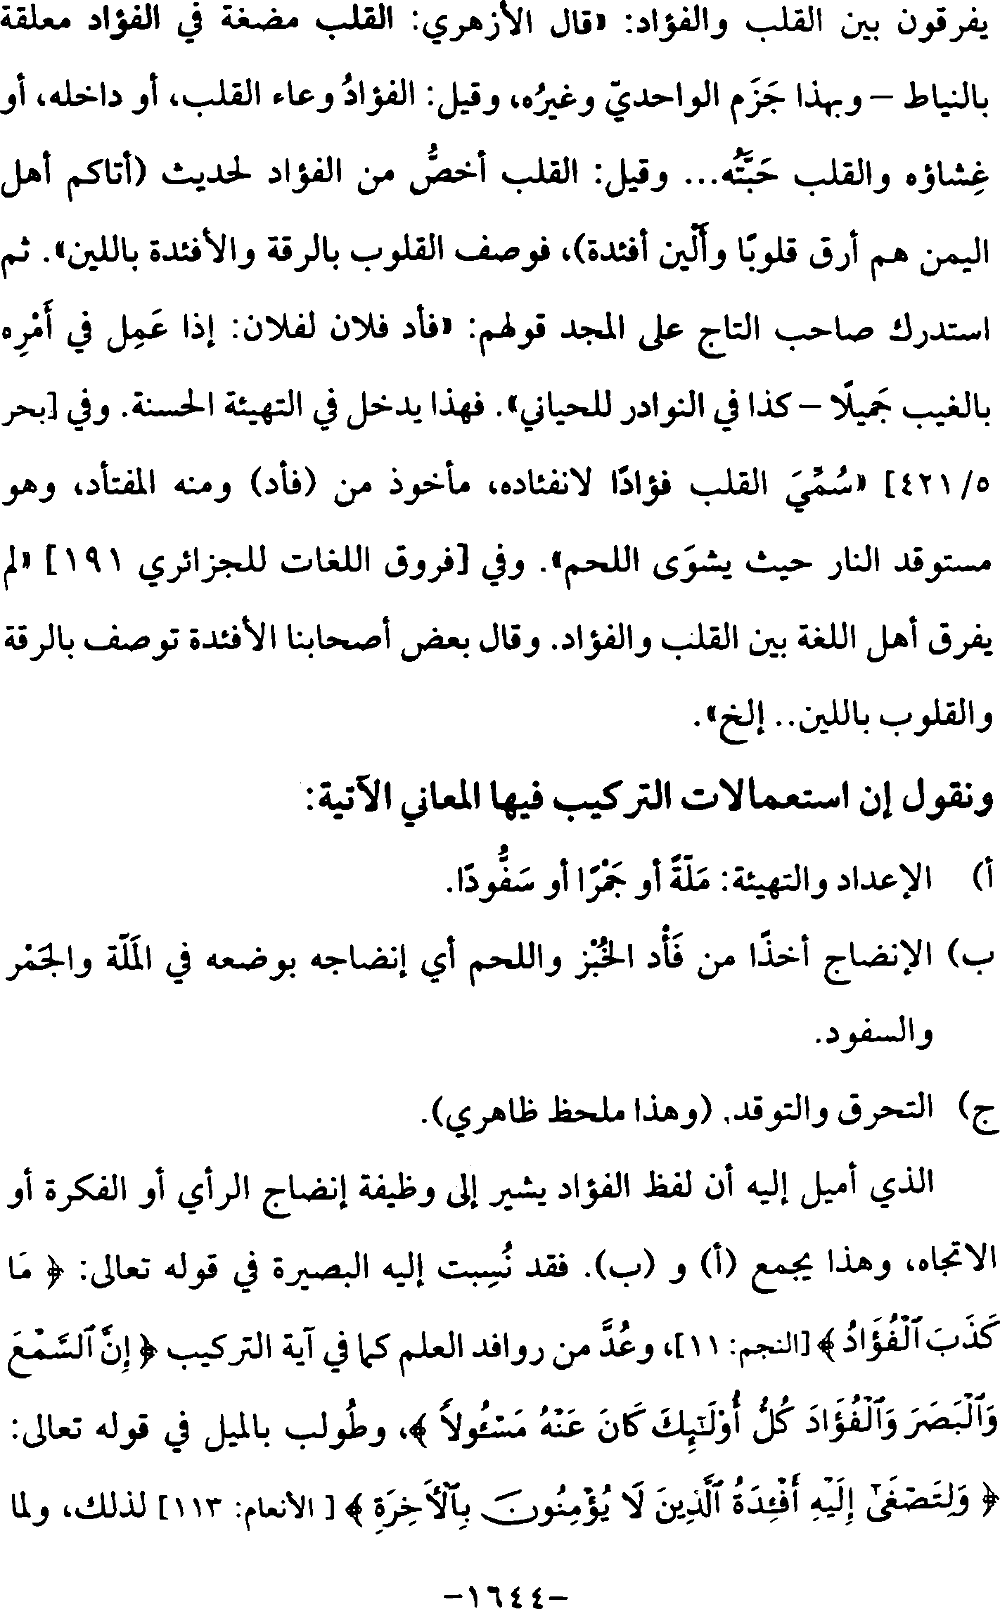 يفرقون بين القلب والفؤاد: «قال الأزهري: القلب مضغة في الفؤاد معلقة
بالنياط – وبهذا جَزَم الواحديّ وغيرُه، وقيل: الفؤادُ وعاء القلب، أو داخله، أو
غِشاؤه والقلب حَبَّتُه... وقيل: القلب أخصُّ من الفؤاد لحديث (أتاكم أهل
اليمن هم أرق قلوبًا وأَلْين أفئدة)، فوصف القلوب بالرقة والأفئدة باللين». ثم
استدرك صاحب التاج على المجد قولهم: «فأد فلان لفلان: إذا عَمِل في أَمْرِه
بالغيب جَميلًا – كذا في النوادر للحياني». فهذا يدخل في التهيئة الحسنة. وفي [بحر
٥/ ٤٢١] «سُمِّيَ القلب فؤادًا لانفئاده، مأخوذ من (فأد) ومنه المفتأد، وهو
مستوقد النار حيث يشوَى اللحم». وفي [فروق اللغات للجزائري ١٩١] «لم
يفرق أهل اللغة بين القلب والفؤاد. وقال بعض أصحابنا الأفئدة توصف بالرقة
والقلوب باللين.. إلخ».
ونقول إن استعمالات التركيب فيها المعاني الآتية:
أ) الإعداد والتهيئة: مَلّةً أو جَمْرًا أو سَفُّودًا.
ب) الإنضاج أخذًا من فَأْد الخُبْز واللحم أي إنضاجه بوضعه في المَلّة والجَمْر
والسفود.
ج) التحرق والتوقد. (وهذا ملحظ ظاهري).
الذي أميل إليه أن لفظ الفؤاد يشير إلى وظيفة إنضاج الرأي أو الفكرة أو
الاتجاه، وهذا يجمع (أ) و (ب). فقد نُسِبت إليه البصيرة في قوله تعالى: ﴿ مَا
كَذَبَ ٱلْفُؤَادُ ﴾ [النجم: ١١]، وعُدَّ من روافد العلم كما في آية التركيب ﴿ إِنَّ ٱلسَّمْعَ
وَٱلْبَصَرَ وَٱلْفُؤَادَ كُلُّ أُوْلَـٰٓئِكَ كَانَ عَنْهُ مَسْـُٔولاً ﴾، وطُولب بالميل في قوله تعالى:
﴿ وَلِتَصْغَىٰٓ إِلَيْهِ أَفْـِٔدَةُ ٱلَّذِينَ لَا يُؤْمِنُونَ بِٱلْأَخِرَةِ ﴾ [ الأنعام: ١١٣] لذلك، ولما
-١٦٤٤-